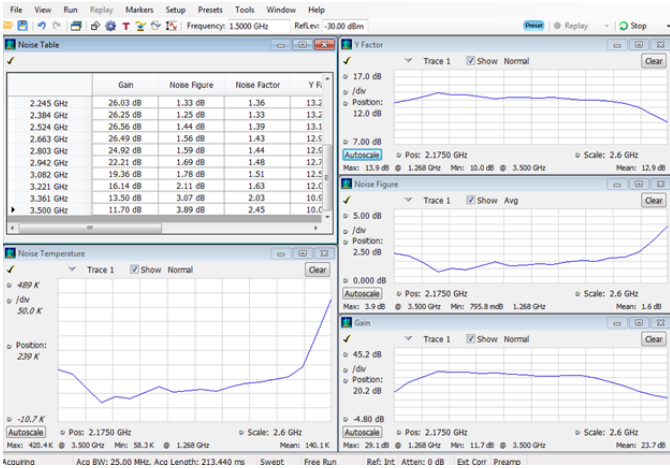 File View Run Replay Markers Setup Presets Tools Window Help
Frequency: 1.5000 GHz RefLev: -30.00 dBm Preset Replay Stop
Noise Table
Gain Noise Figure Noise Factor Y Fa
2.245 GHz 26.03 dB 1.33 dB 1.36 13.2
2.384 GHz 26.25 dB 1.25 dB 1.33 13.2
2.524 GHz 26.56 dB 1.44 dB 1.39 13.1
2.663 GHz 26.49 dB 1.56 dB 1.43 12.9
2.803 GHz 24.92 dB 1.59 dB 1.44 12.9
2.942 GHz 22.21 dB 1.69 dB 1.48 12.7
3.082 GHz 19.36 dB 1.78 dB 1.51 12.5
3.221 GHz 16.14 dB 2.11 dB 1.63 12.0
3.361 GHz 13.50 dB 3.07 dB 2.03 10.9
3.500 GHz 11.70 dB 3.89 dB 2.45 10.0
Noise Temperature
Trace 1 Show Normal Clear
489 K
/div
50.0 K
Position:
239 K
-10.7 K
Autoscale Pos: 2.1750 GHz Scale: 2.6 GHz
Max: 420.4 K @ 3.500 GHz Min: 58.3 K @ 1.268 GHz Mean: 140.1 K
Y Factor
Trace 1 Show Normal Clear
17.0 dB
/div
Position:
12.0 dB
7.00 dB
Autoscale Pos: 2.1750 GHz Scale: 2.6 GHz
Max: 13.9 dB @ 1.268 GHz Min: 10.0 dB @ 3.500 GHz Mean: 12.9 dB
Noise Figure
Trace 1 Show Avg Clear
5.00 dB
/div
Position:
2.50 dB
0.000 dB
Autoscale Pos: 2.1750 GHz Scale: 2.6 GHz
Max: 3.9 dB @ 3.500 GHz Min: 795.8 mdB 1.268 GHz Mean: 1.6 dB
Gain
Trace 1 Show Normal Clear
45.2 dB
/div
Position:
20.2 dB
-4.80 dB
Autoscale Pos: 2.1750 GHz Scale: 2.6 GHz
Max: 29.1 dB @ 1.268 GHz Min: 11.7 dB @ 3.500 GHz Mean: 23.7 dB
Acquiring Acq BW: 25.00 MHz, Acq Length: 213.440 ms Swept Free Run Ref: Int Atten: 0 dB Ext Corr Preamp